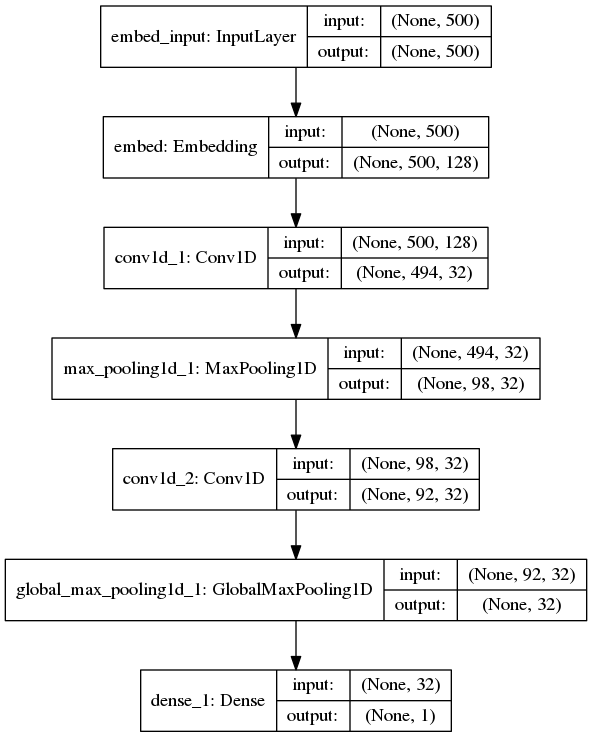 embed_input: InputLayer
input: (None, 500)
output: (None, 500)
embed: Embedding
input: (None, 500)
output: (None, 500, 128)
conv1d_1: Conv1D
input: (None, 500, 128)
output: (None, 494, 32)
max_pooling1d_1: MaxPooling1D
input: (None, 494, 32)
output: (None, 98, 32)
conv1d_2: Conv1D
input: (None, 98, 32)
output: (None, 92, 32)
global_max_pooling1d_1: GlobalMaxPooling1D
input: (None, 92, 32)
output: (None, 32)
dense_1: Dense
input: (None, 32)
output: (None, 1)